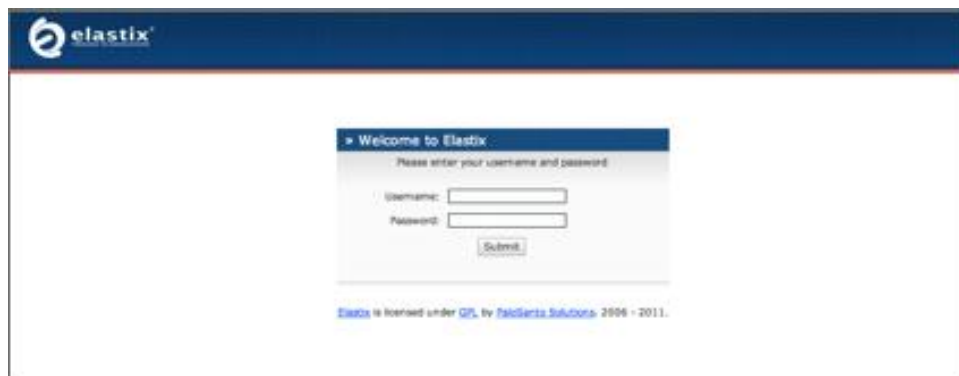 elastix®
» Welcome to Elastix
Please enter your username and password
Username:
Password:
Submit
Elastix is licensed under GPL by PaloSanto Solutions. 2006 - 2011.